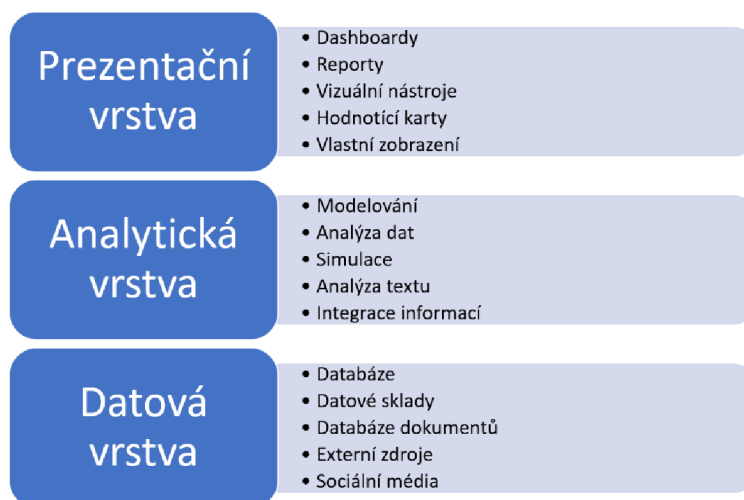 Prezentační
vrstva
• Dashboardy
• Reporty
• Vizuální nástroje
• Hodnotící karty
• Vlastní zobrazení
Analytická
vrstva
• Modelování
• Analýza dat
• Simulace
• Analýza textu
• Integrace informací
Datová
vrstva
• Databáze
• Datové sklady
• Databáze dokumentů
• Externí zdroje
• Sociální média